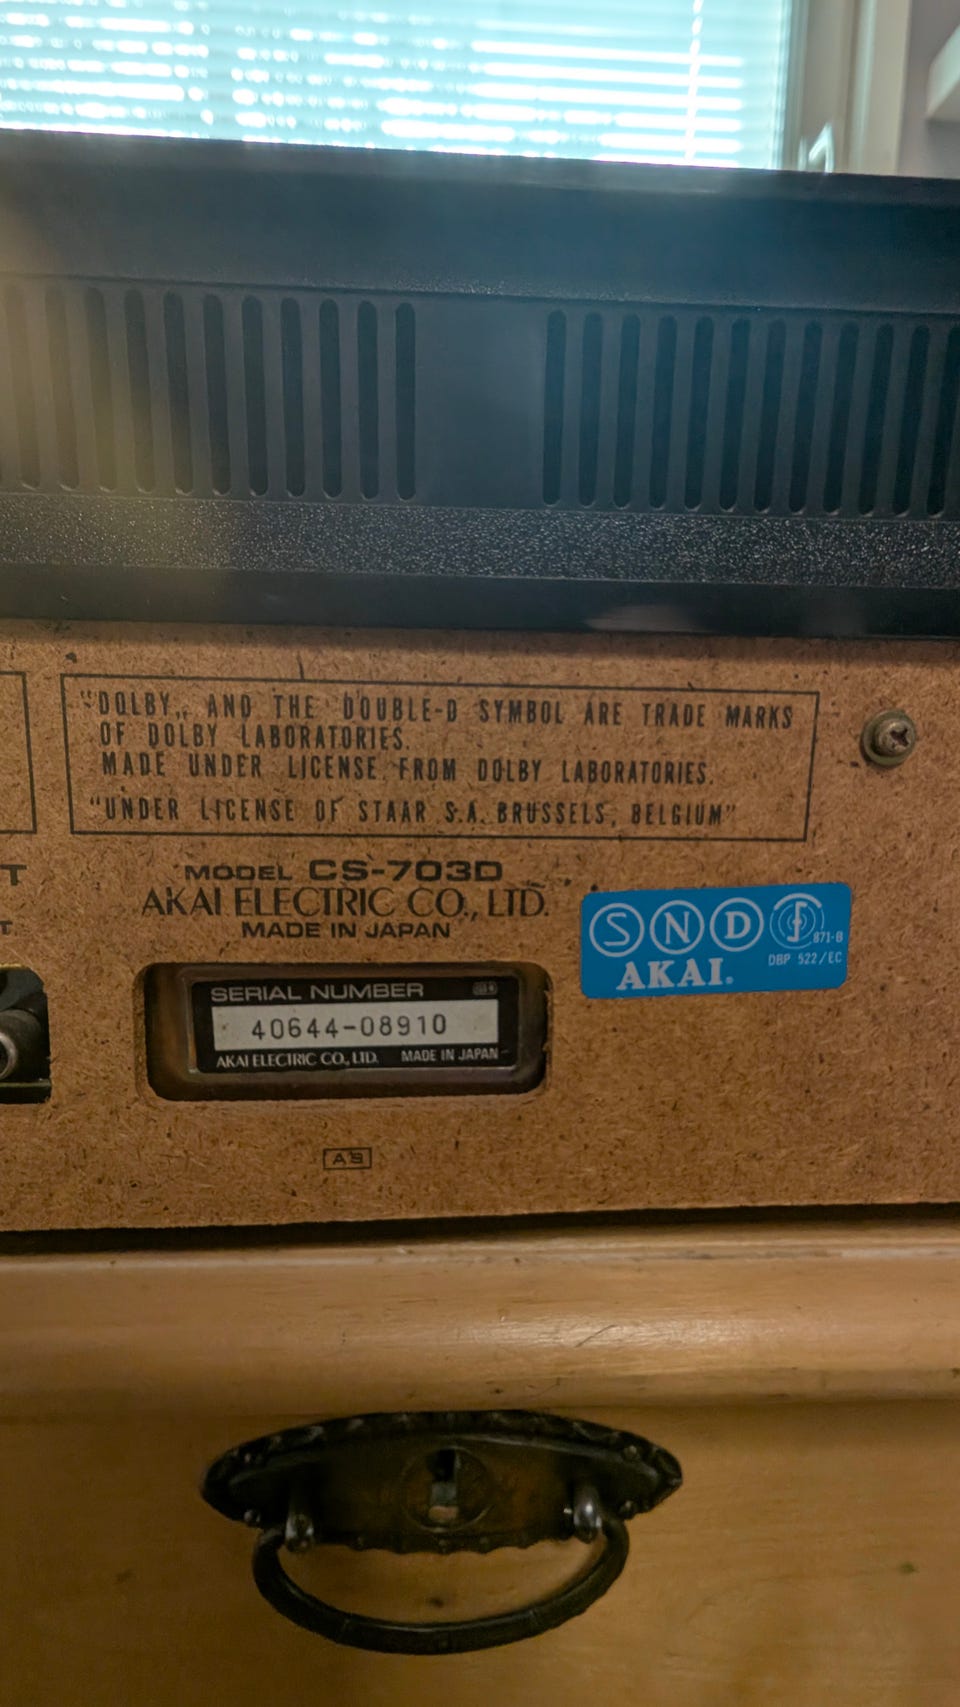 “DOLBY„ AND THE DOUBLE-D SYMBOL ARE TRADE MARKS
OF DOLBY LABORATORIES.
MADE UNDER LICENSE FROM DOLBY LABORATORIES.
“UNDER LICENSE OF STAAR S.A. BRUSSELS, BELGIUM”
T
T
MODEL CS-703D
AKAI ELECTRIC CO., LTD.
MADE IN JAPAN
S N D
871-B
DBP 522/EC
AKAI.
SERIAL NUMBER
40644-08910
AKAI ELECTRIC CO., LTD. MADE IN JAPAN